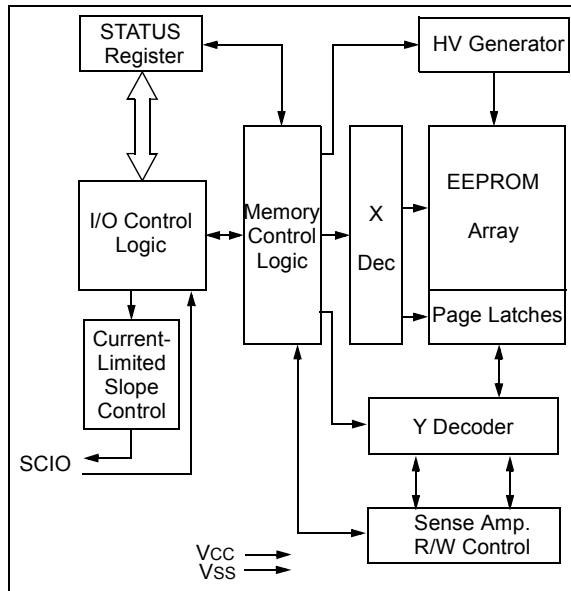 STATUS
Register
HV Generator
I/O Control
Logic
Memory
Control
Logic
X
Dec
EEPROM
Array
Page Latches
Current-
Limited
Slope
Control
SCIO
Y Decoder
Sense Amp.
R/W Control
VCC
VSS